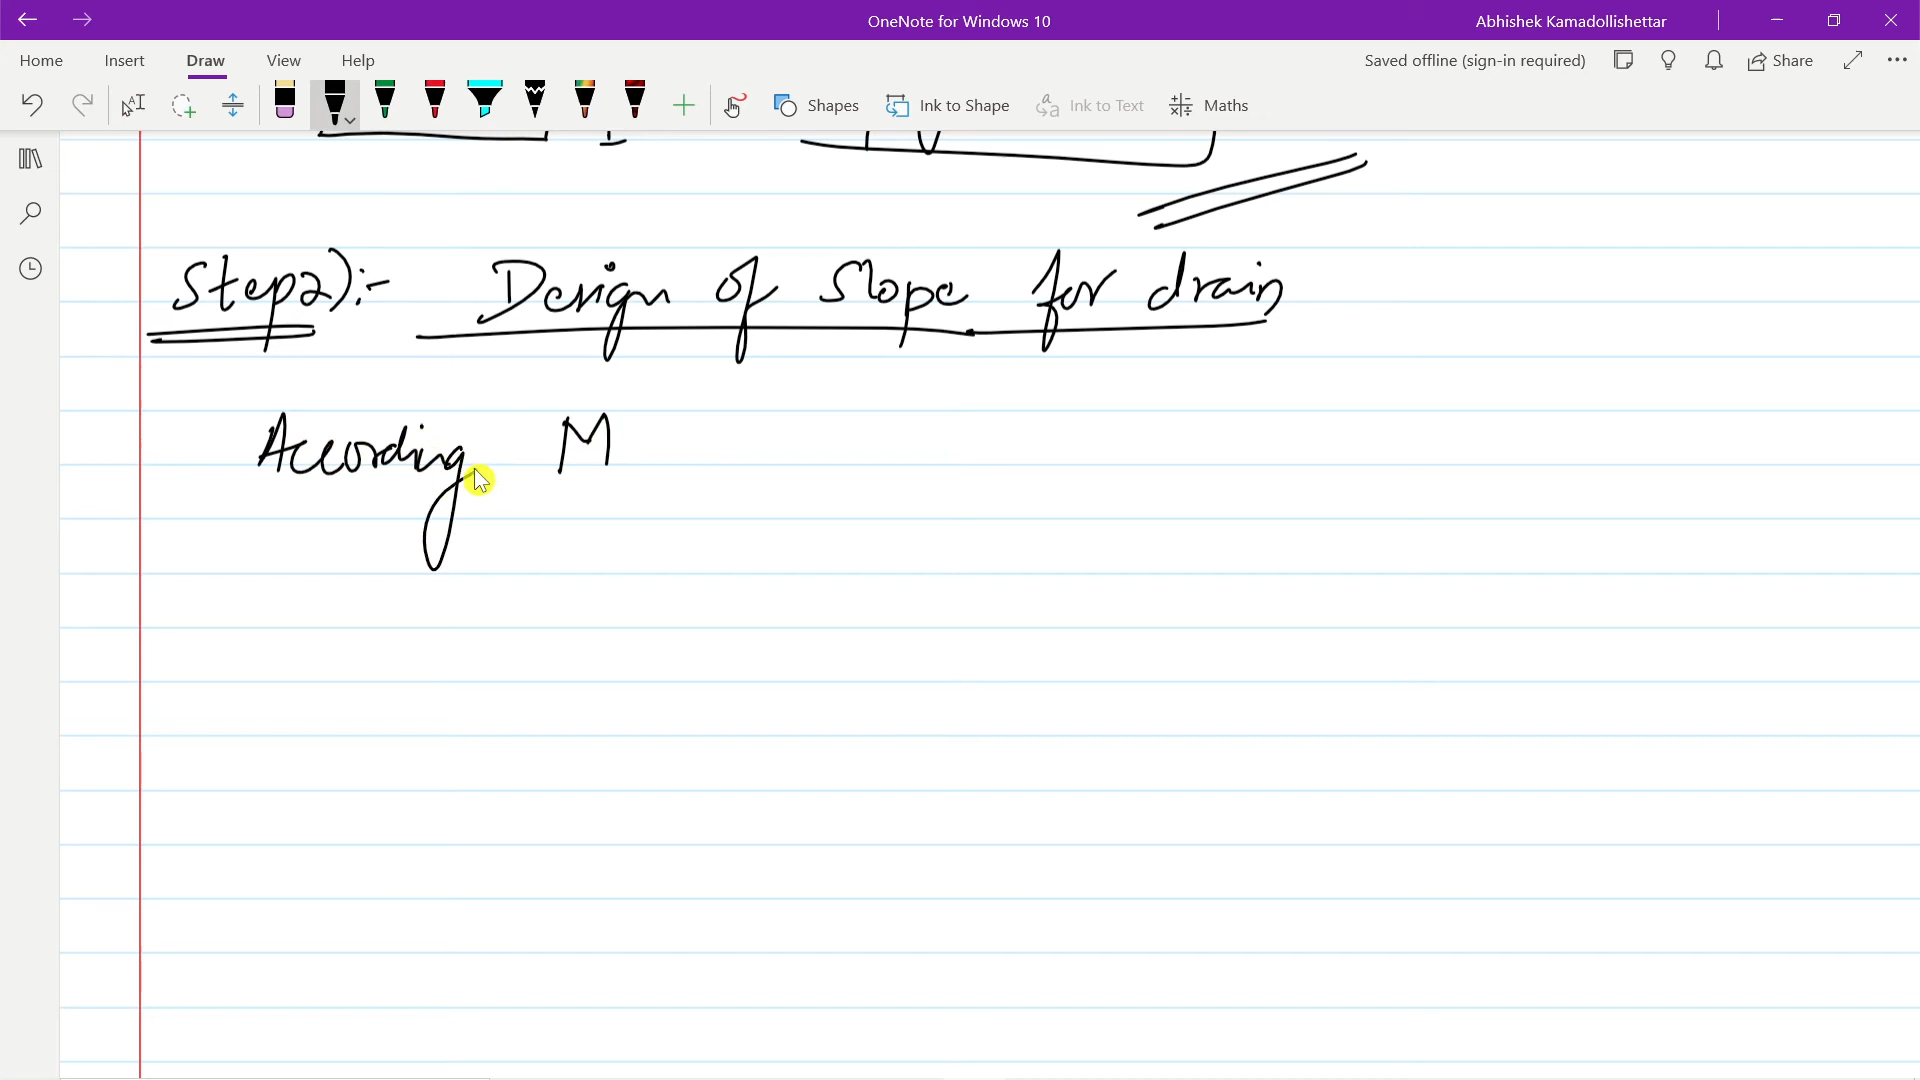 OneNote for Windows 10
Abhishek Kamadollishettar
Home Insert Draw View Help
Saved offline (sign-in required)
Share
Shapes
Ink to Shape
Ink to Text
Maths
Step2):- Design of Slope for drain
According M